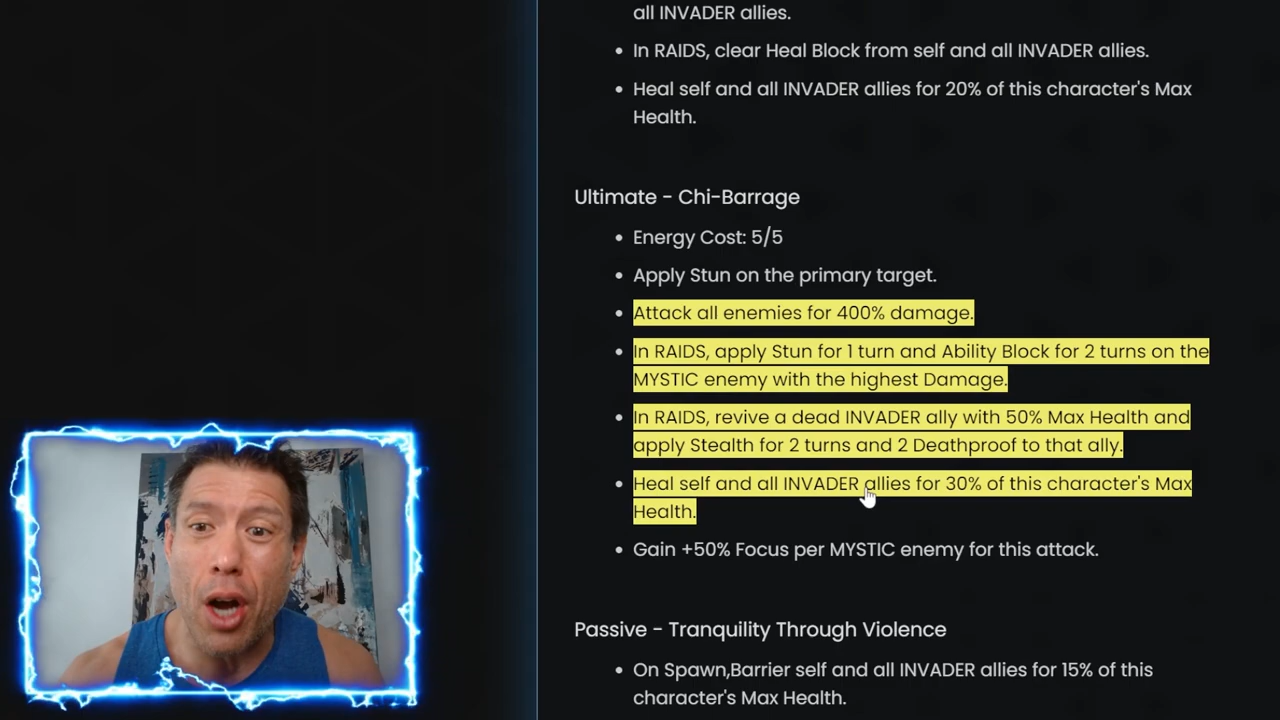 all INVADER allies.
• In RAIDS, clear Heal Block from self and all INVADER allies.
• Heal self and all INVADER allies for 20% of this character's Max
Health.
Ultimate - Chi-Barrage
• Energy Cost: 5/5
• Apply Stun on the primary target.
• Attack all enemies for 400% damage.
• In RAIDS, apply Stun for 1 turn and Ability Block for 2 turns on the
MYSTIC enemy with the highest Damage.
• In RAIDS, revive a dead INVADER ally with 50% Max Health and
apply Stealth for 2 turns and 2 Deathproof to that ally.
• Heal self and all INVADER allies for 30% of this character's Max
Health.
• Gain +50% Focus per MYSTIC enemy for this attack.
Passive - Tranquility Through Violence
• On Spawn,Barrier self and all INVADER allies for 15% of this
character's Max Health.